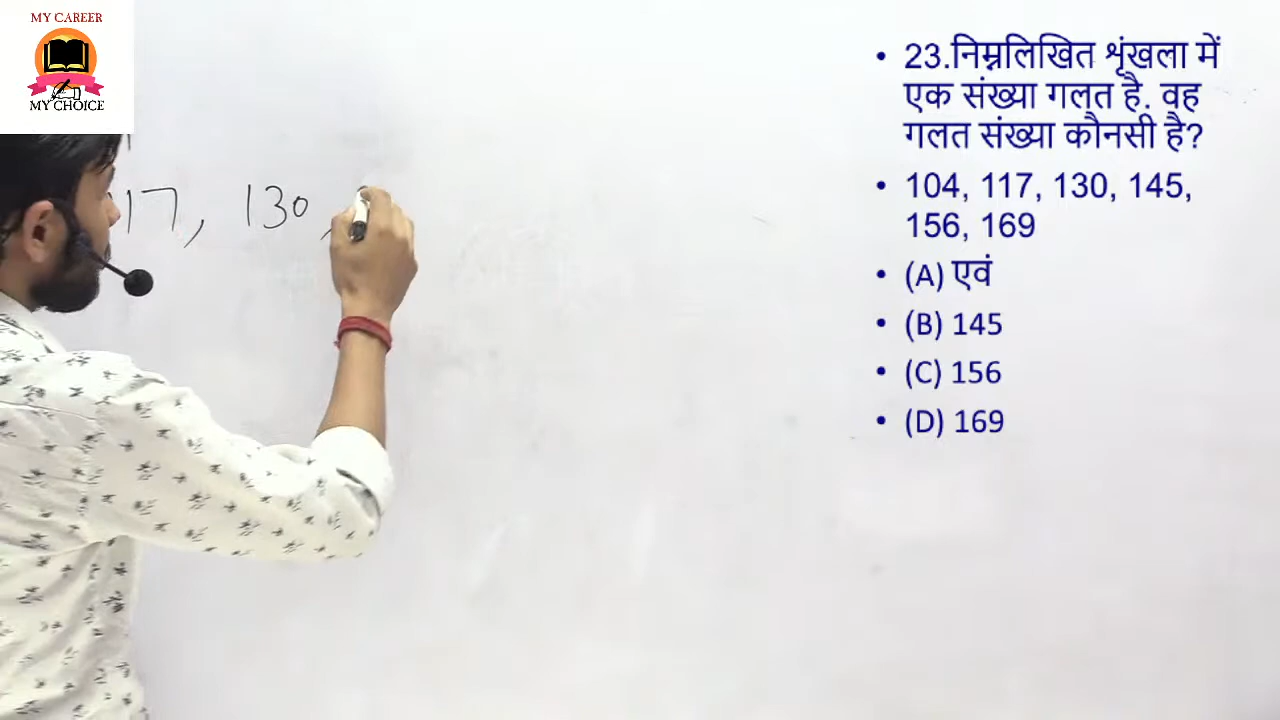 MY CAREER
MY CHOICE
17, 130,
• 23.निम्नलिखित शृंखला में
एक संख्या गलत है. वह
गलत संख्या कौनसी है?
• 104, 117, 130, 145,
156, 169
• (A) एवं
• (B) 145
• (C) 156
• (D) 169